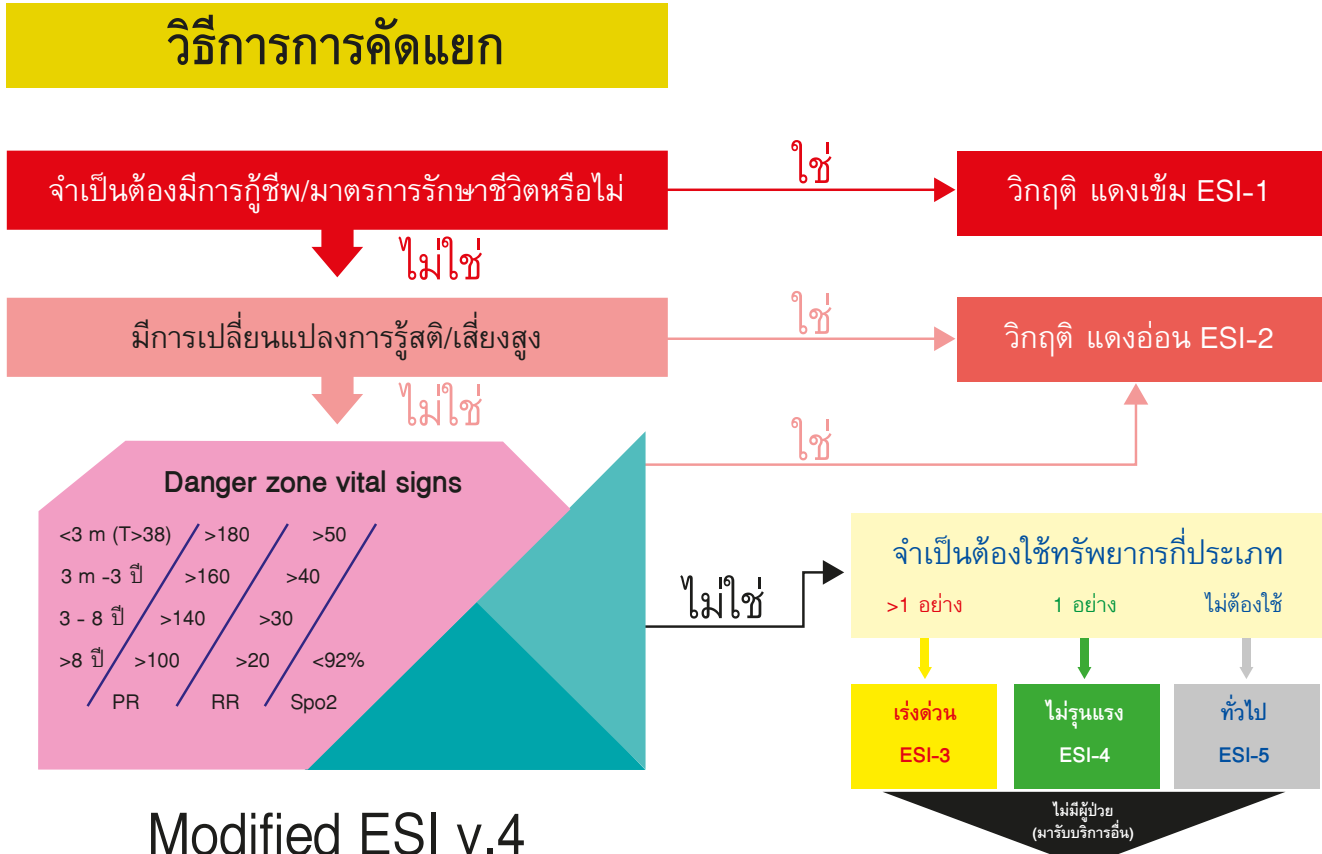 วิธีการการคัดแยก
จำเป็นต้องมีการกู้ชีพ/มาตรการรักษาชีวิตหรือไม่
ใช่
วิกฤติ แดงเข้ม ESI-1
ไม่ใช่
มีการเปลี่ยนแปลงการรู้สติ/เสี่ยงสูง
ใช่
วิกฤติ แดงอ่อน ESI-2
ไม่ใช่
ใช่
Danger zone vital signs
<3 m (T>38) >180 >50
3 m -3 ปี >160 >40
3 - 8 ปี >140 >30
>8 ปี >100 >20 <92%
PR RR Spo2
ไม่ใช่
จำเป็นต้องใช้ทรัพยากรกี่ประเภท
>1 อย่าง 1 อย่าง ไม่ต้องใช้
เร่งด่วน ไม่รุนแรง ทั่วไป
ESI-3 ESI-4 ESI-5
ไม่มีผู้ป่วย
(มารับบริการอื่น)
Modified ESI v.4